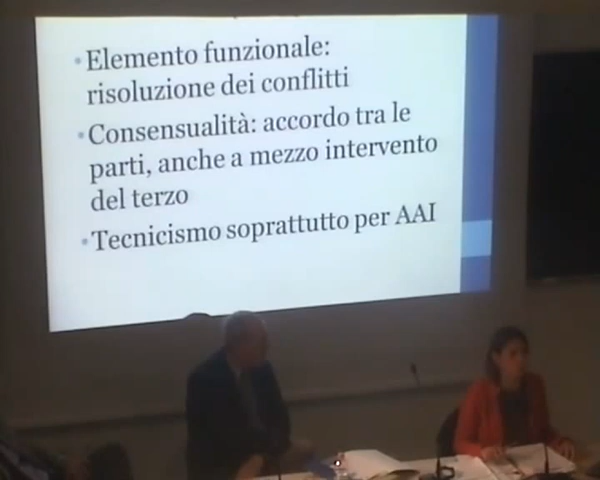 • Elemento funzionale:
risoluzione dei conflitti
• Consensualità: accordo tra le
parti, anche a mezzo intervento
del terzo
• Tecnicismo soprattutto per AAI